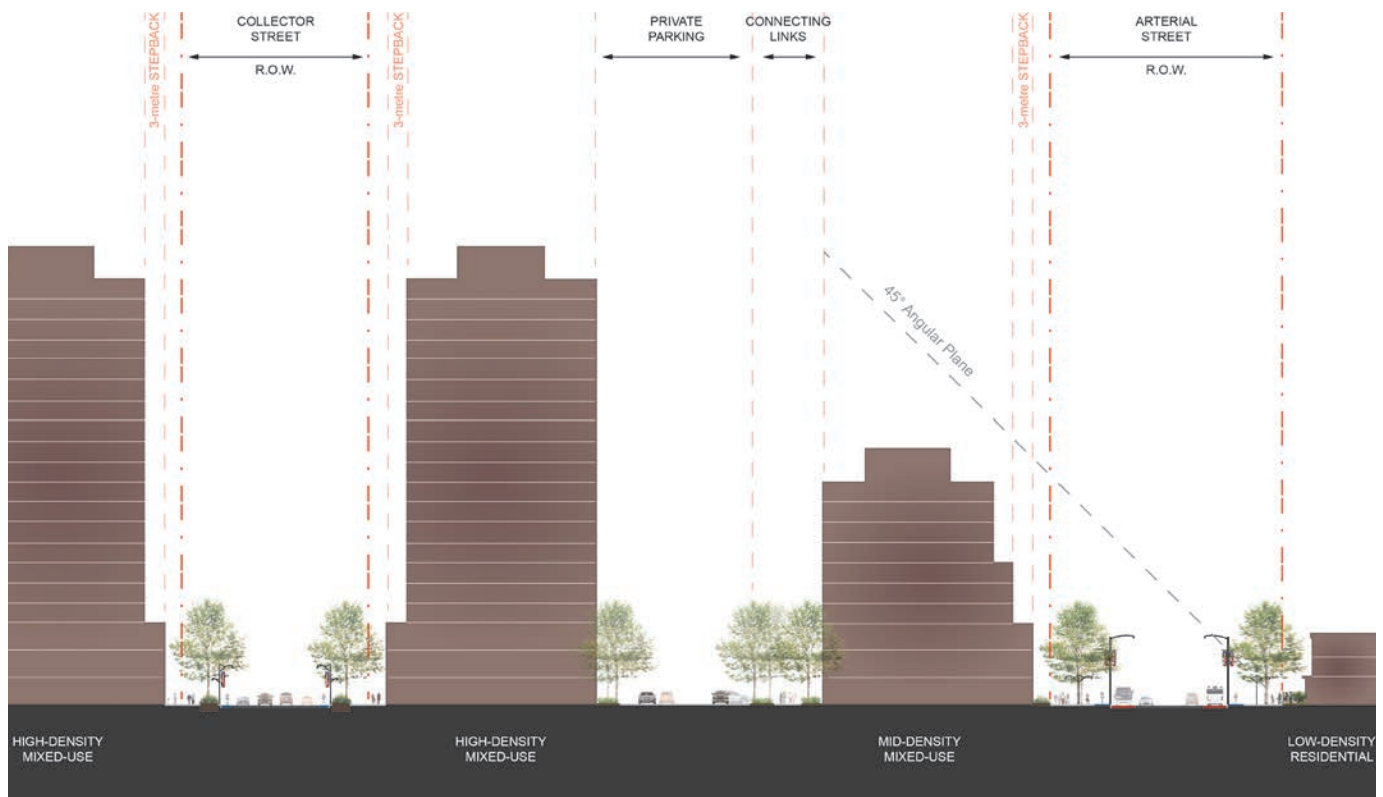 3-metre STEPBACK
COLLECTOR
STREET
R.O.W.
3-metre STEPBACK
PRIVATE
PARKING
CONNECTING
LINKS
3-metre STEPBACK
ARTERIAL
STREET
R.O.W.
45° Angular Plane
HIGH-DENSITY
MIXED-USE
HIGH-DENSITY
MIXED-USE
MID-DENSITY
MIXED-USE
LOW-DENSITY
RESIDENTIAL